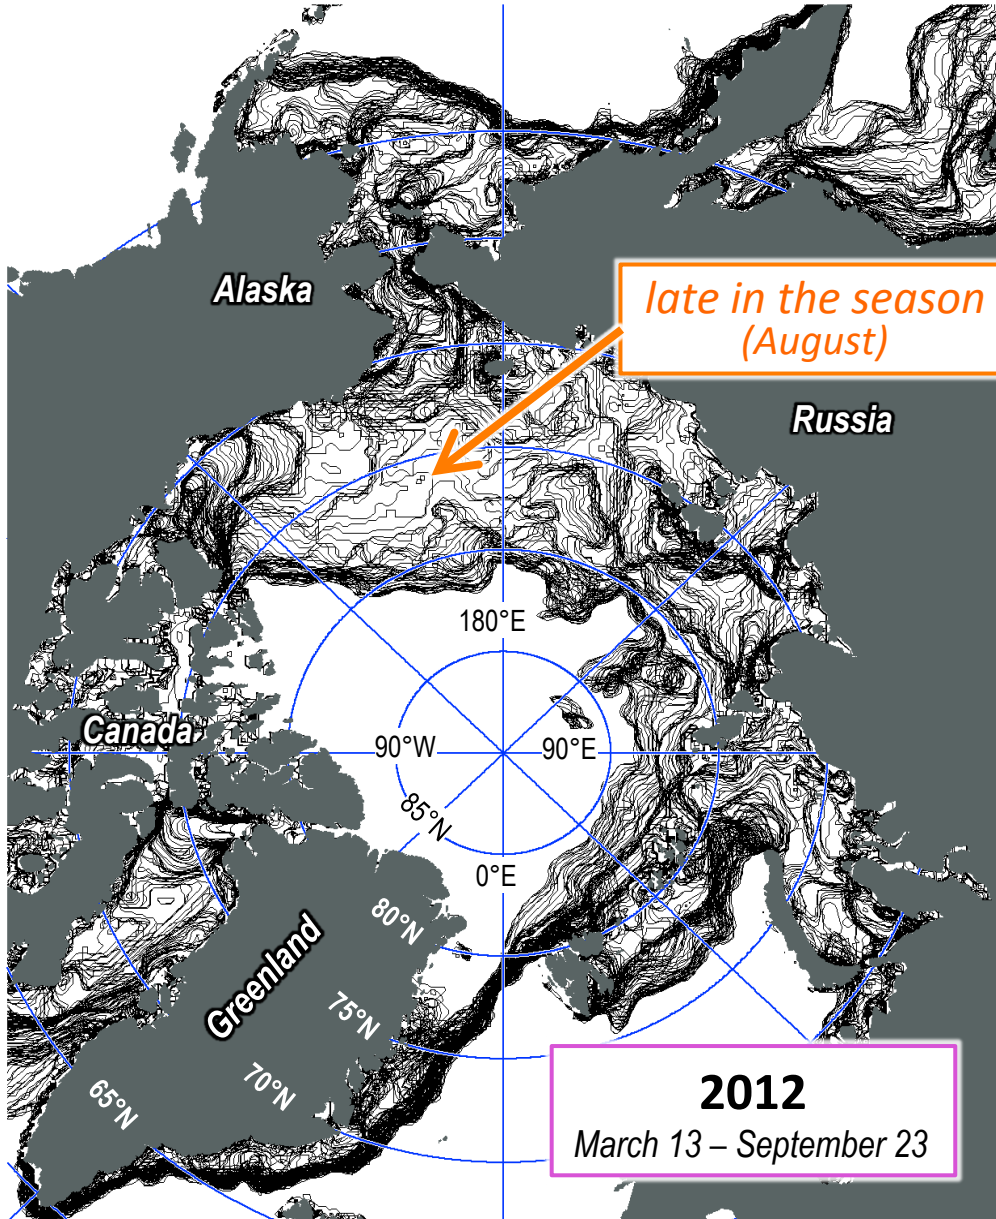 Alaska
late in the season
(August)
Russia
180°E
Canada
90°W
90°E
85°N
0°E
80°N
Greenland
75°N
70°N
65°N
2012
March 13 – September 23